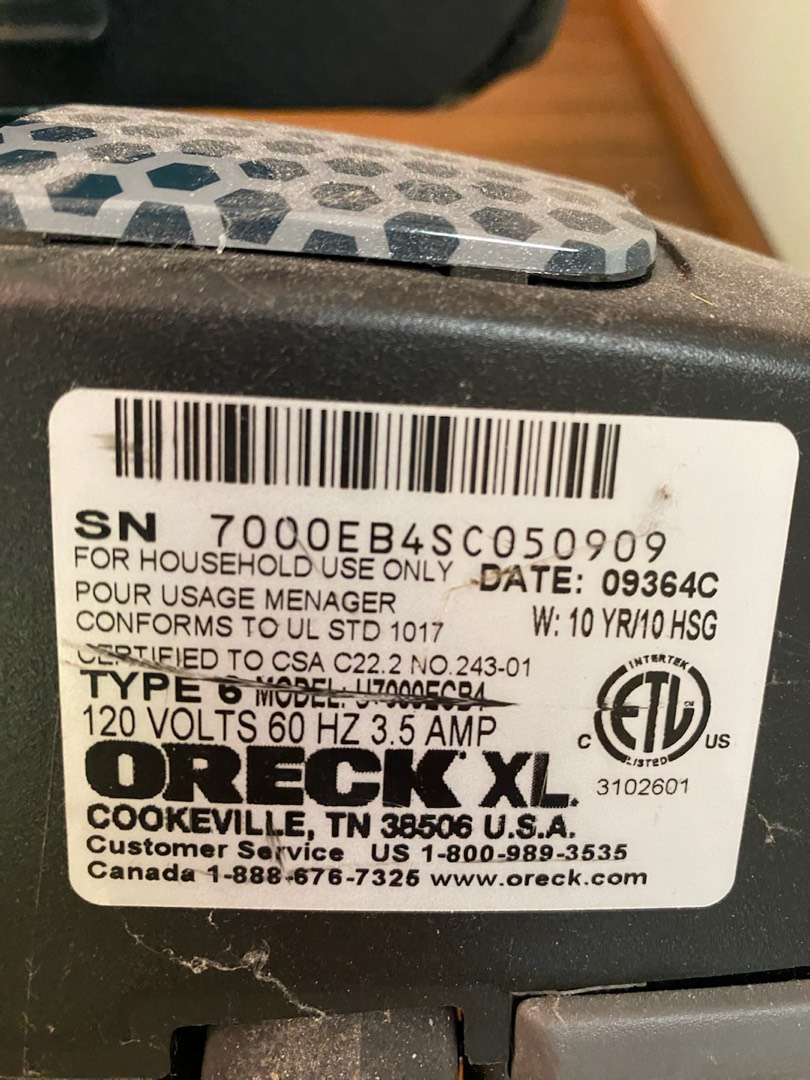 SN 7000EB4SC050909
FOR HOUSEHOLD USE ONLY DATE: 09364C
POUR USAGE MENAGER
CONFORMS TO UL STD 1017 W: 10 YR/10 HSG
CERTIFIED TO CSA C22.2 NO.243-01
TYPE 6 MODEL: U7000ECB4
120 VOLTS 60 HZ 3.5 AMP
INTERTEK
C ETL US
LISTED
3102601
ORECK XL.
COOKEVILLE, TN 38506 U.S.A.
Customer Service US 1-800-989-3535
Canada 1-888-676-7325 www.oreck.com